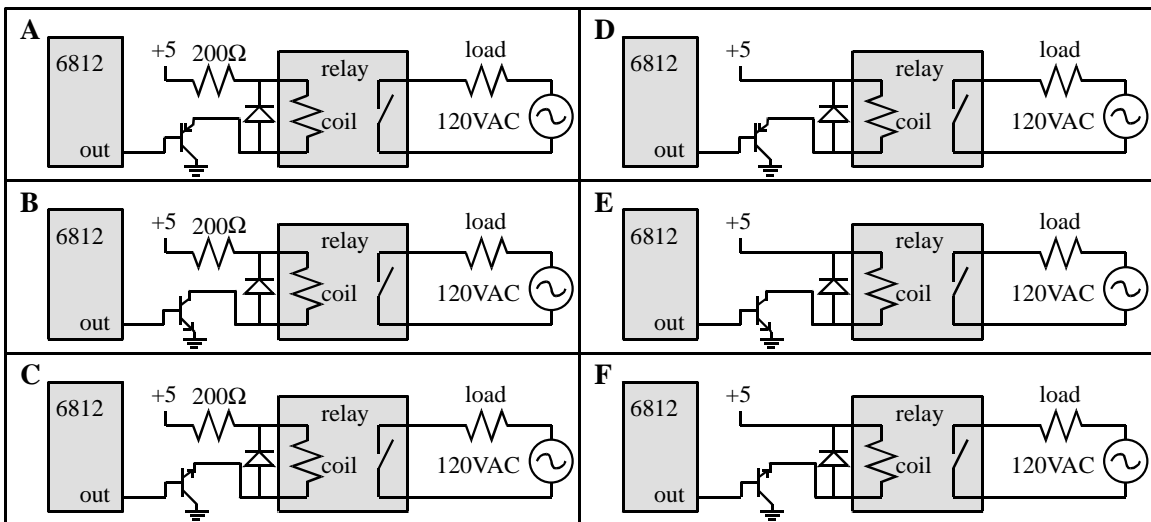 A
6812
out
+5
200Ω
relay
coil
load
120VAC
B
6812
out
+5
200Ω
relay
coil
load
120VAC
C
6812
out
+5
200Ω
relay
coil
load
120VAC
D
6812
out
+5
relay
coil
load
120VAC
E
6812
out
+5
relay
coil
load
120VAC
F
6812
out
+5
relay
coil
load
120VAC